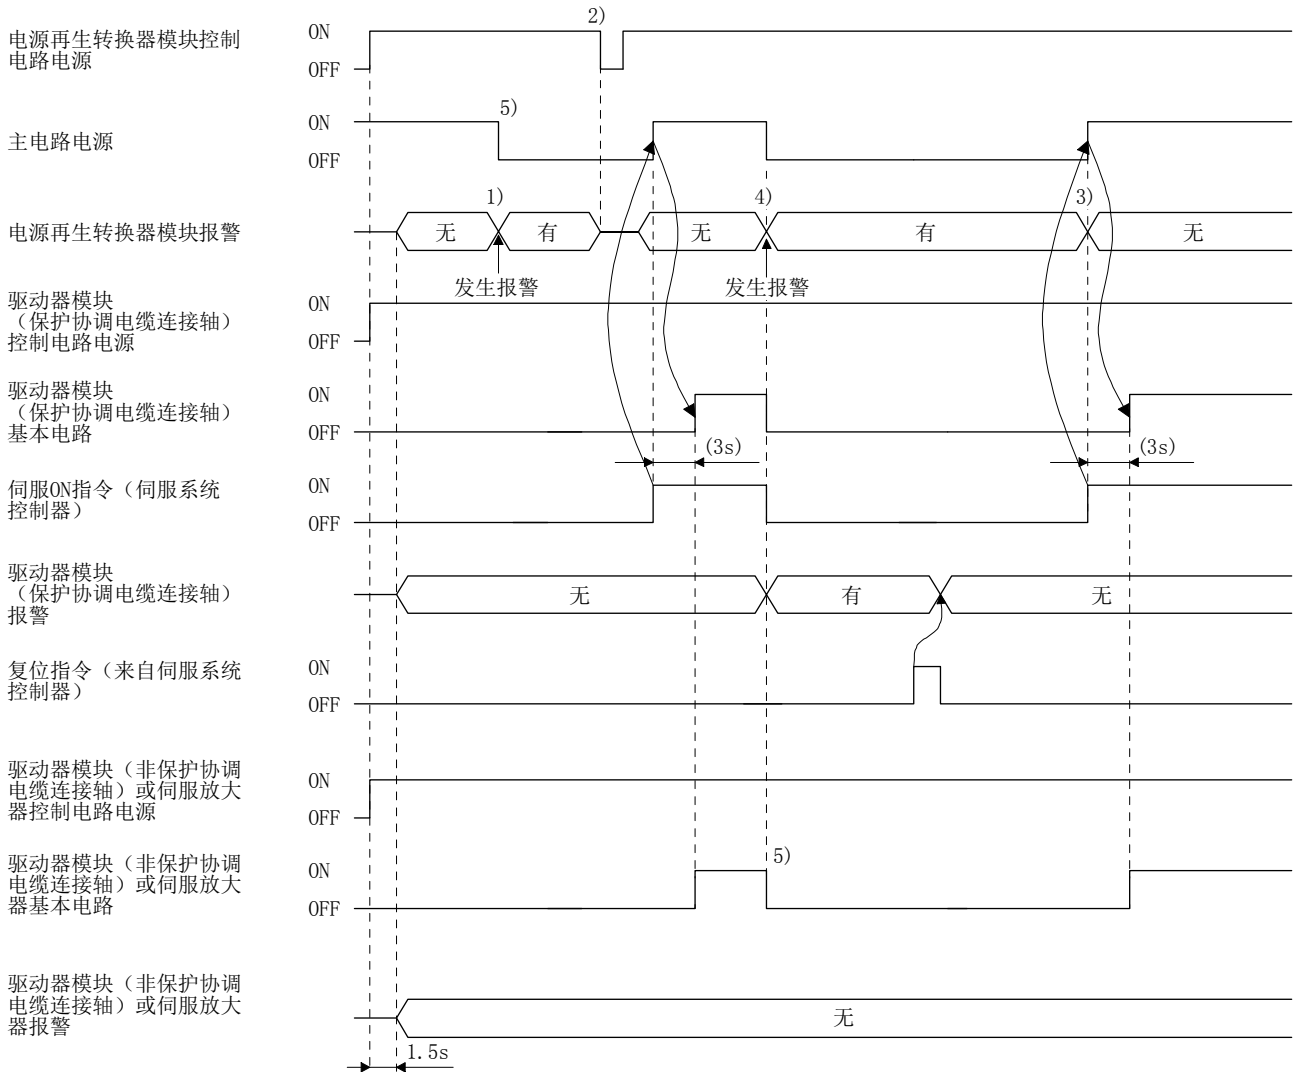 2)
电源再生转换器模块控制
电路电源
ON
OFF
5)
主电路电源
ON
OFF
1)
4)
3)
电源再生转换器模块报警
无
有
无
有
无
发生报警
发生报警
驱动器模块
（保护协调电缆连接轴）
控制电路电源
ON
OFF
驱动器模块
（保护协调电缆连接轴）
基本电路
ON
OFF
(3s)
(3s)
伺服ON指令（伺服系统
控制器）
ON
OFF
驱动器模块
（保护协调电缆连接轴）
报警
无
有
无
复位指令（来自伺服系统
控制器）
ON
OFF
驱动器模块（非保护协调
电缆连接轴）或伺服放大
器控制电路电源
ON
OFF
驱动器模块（非保护协调
电缆连接轴）或伺服放大
器基本电路
ON
OFF
5)
驱动器模块（非保护协调
电缆连接轴）或伺服放大
器报警
无
1.5s